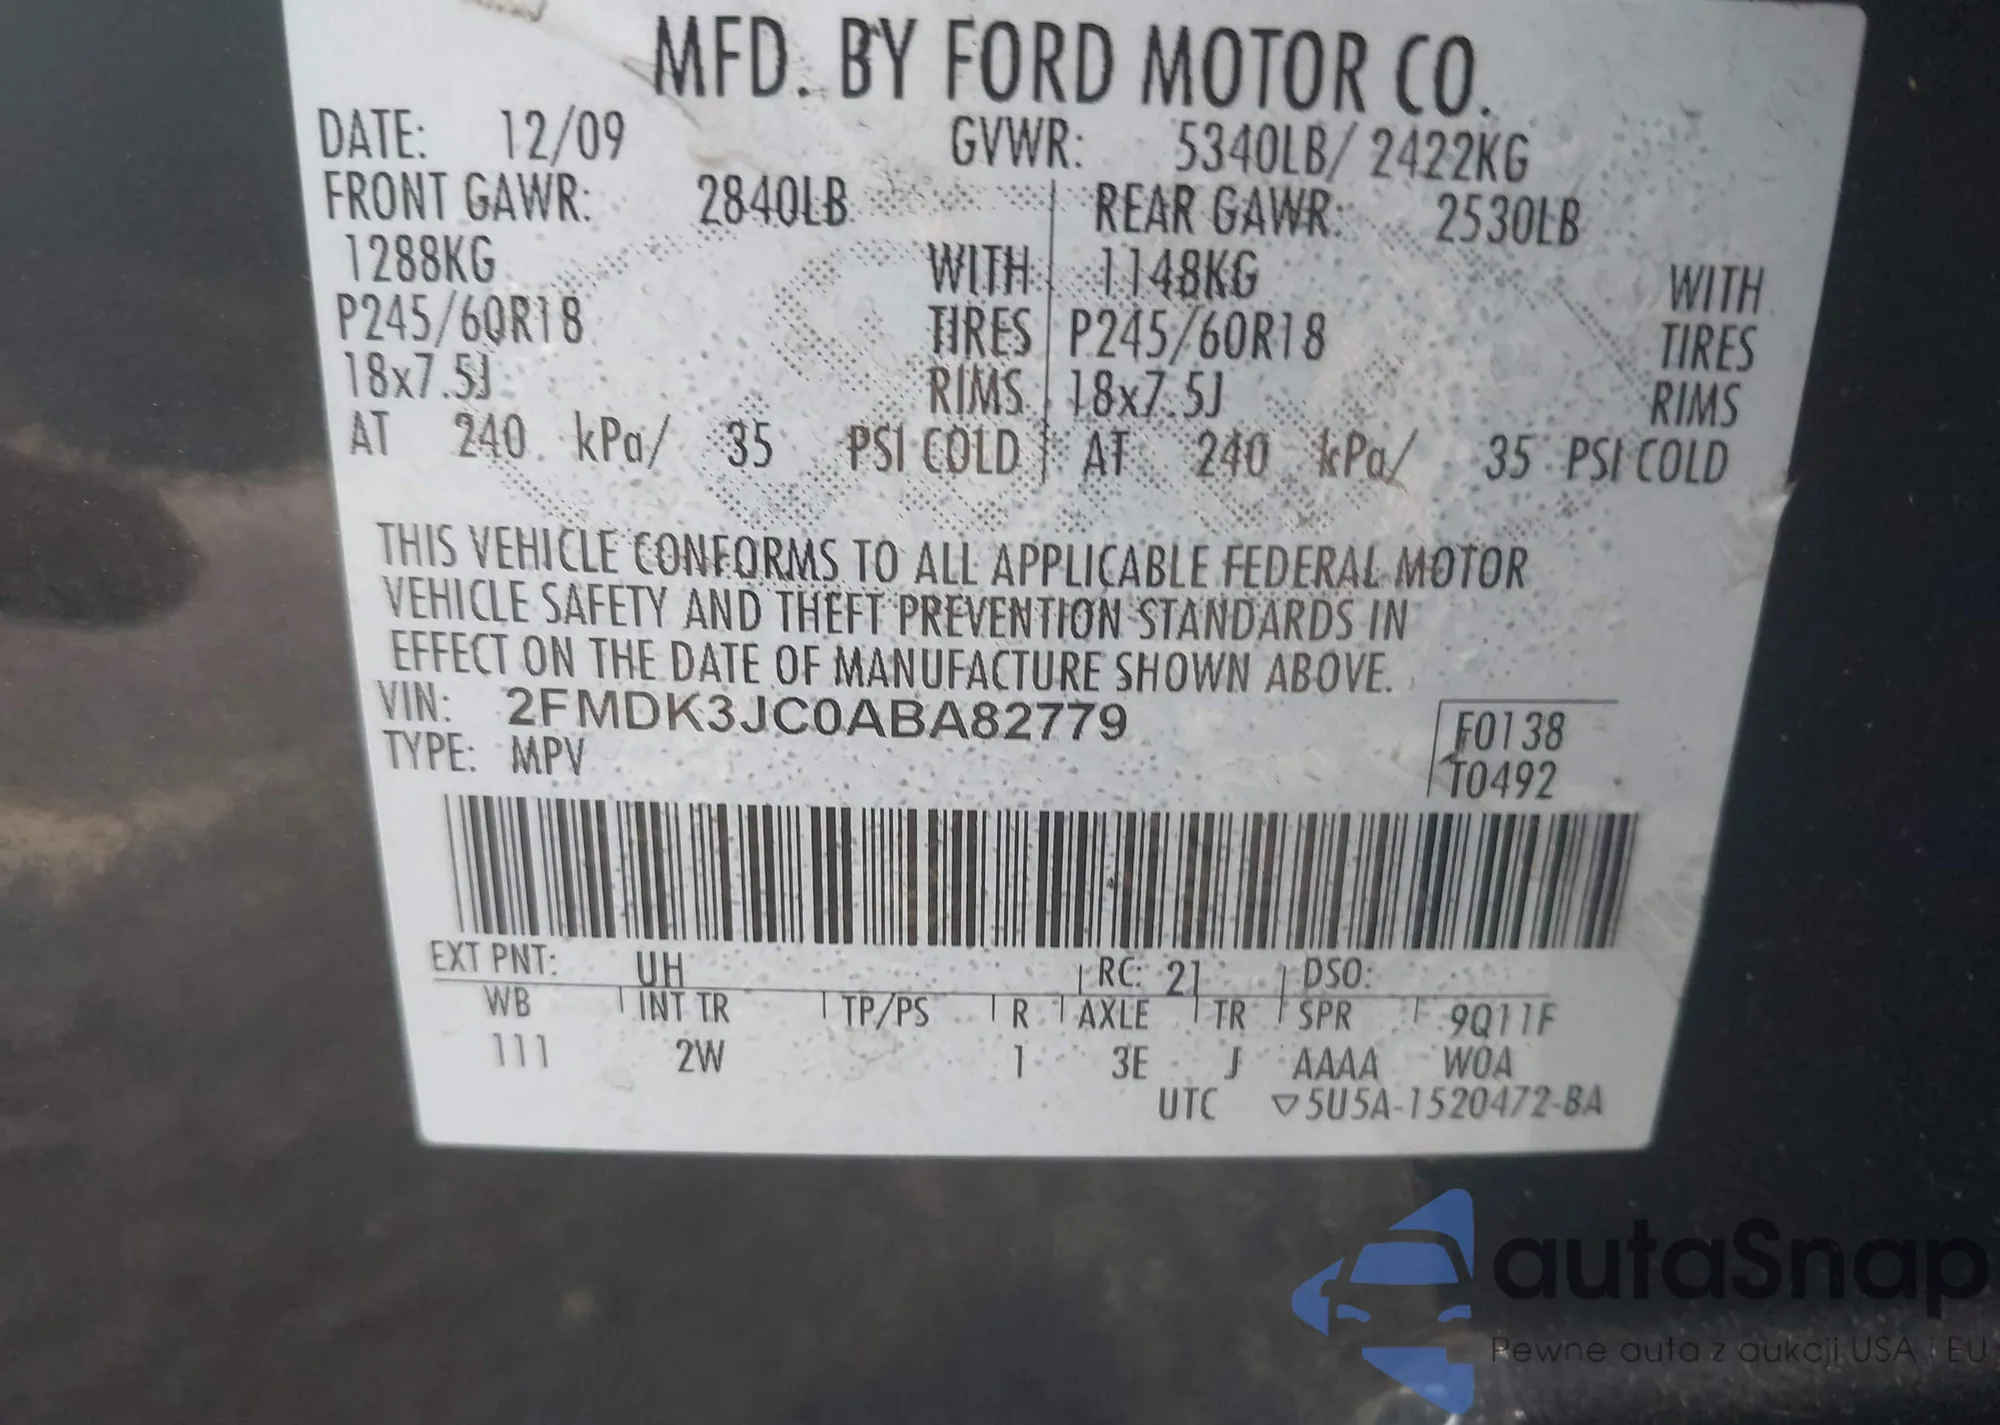 MFD. BY FORD MOTOR CO.
DATE: 12/09 GVWR: 5340LB/ 2422KG
FRONT GAWR: 2840LB REAR GAWR: 2530LB
1288KG WITH 1148KG WITH
P245/60R18 TIRES P245/60R18 TIRES
18x7.5J RIMS 18x7.5J RIMS
AT 240 kPa/ 35 PSI COLD AT 240 kPa/ 35 PSI COLD
THIS VEHICLE CONFORMS TO ALL APPLICABLE FEDERAL MOTOR
VEHICLE SAFETY AND THEFT PREVENTION STANDARDS IN
EFFECT ON THE DATE OF MANUFACTURE SHOWN ABOVE.
VIN: 2FMDK3JC0ABA82779 F0138
TYPE: MPV T0492
EXT PNT: UH RC: 21 DSO:
WB INT TR TP/PS R AXLE TR SPR 9Q11F
111 2W 1 3E J AAAA WOA
UTC ▽5U5A-1520472-BA
autaSnap
Pewne auta z aukcji USA i EU